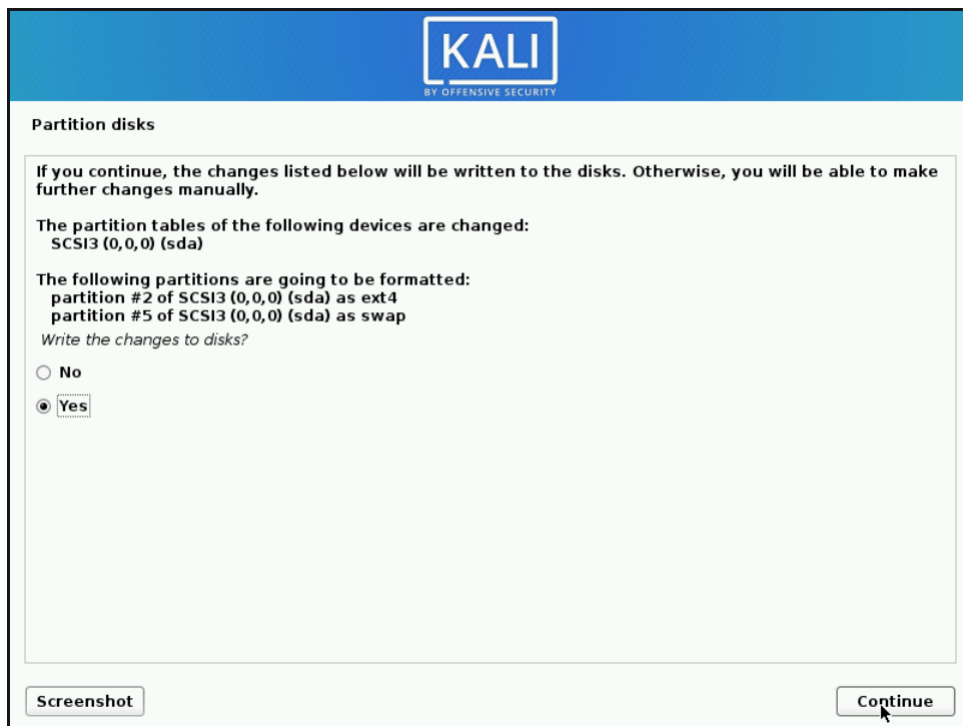 KALI
BY OFFENSIVE SECURITY
Partition disks
If you continue, the changes listed below will be written to the disks. Otherwise, you will be able to make
further changes manually.
The partition tables of the following devices are changed:
SCSI3 (0,0,0) (sda)
The following partitions are going to be formatted:
partition #2 of SCSI3 (0,0,0) (sda) as ext4
partition #5 of SCSI3 (0,0,0) (sda) as swap
Write the changes to disks?
No
Yes
Screenshot
Continue